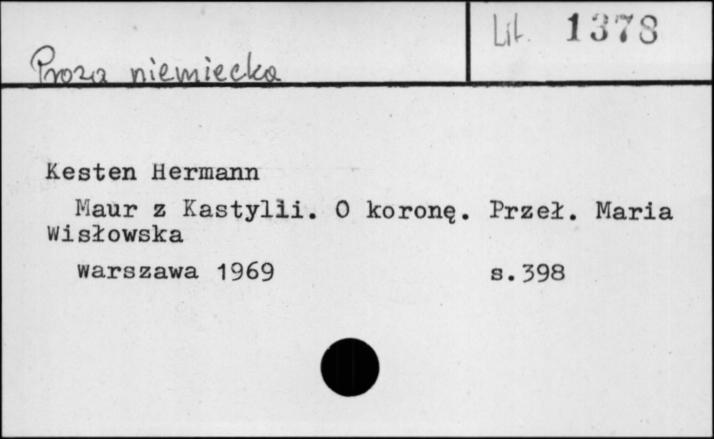 Lit. 1378
Proza niemiecka
Kesten Hermann
Maur z Kastylii. O koronę. Przeł. Maria
Wisłowska
Warszawa 1969 s.398